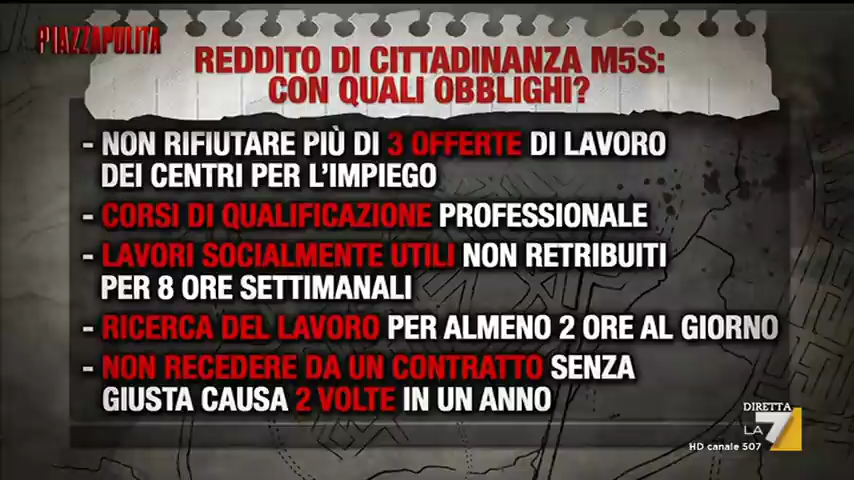 PIAZZAPULITA
REDDITO DI CITTADINANZA M5S:
CON QUALI OBBLIGHI?
- NON RIFIUTARE PIÙ DI 3 OFFERTE DI LAVORO
DEI CENTRI PER L'IMPIEGO
- CORSI DI QUALIFICAZIONE PROFESSIONALE
- LAVORI SOCIALMENTE UTILI NON RETRIBUITI
PER 8 ORE SETTIMANALI
- RICERCA DEL LAVORO PER ALMENO 2 ORE AL GIORNO
- NON RECEDERE DA UN CONTRATTO SENZA
GIUSTA CAUSA 2 VOLTE IN UN ANNO
DIRETTA
LA7
HD canale 507